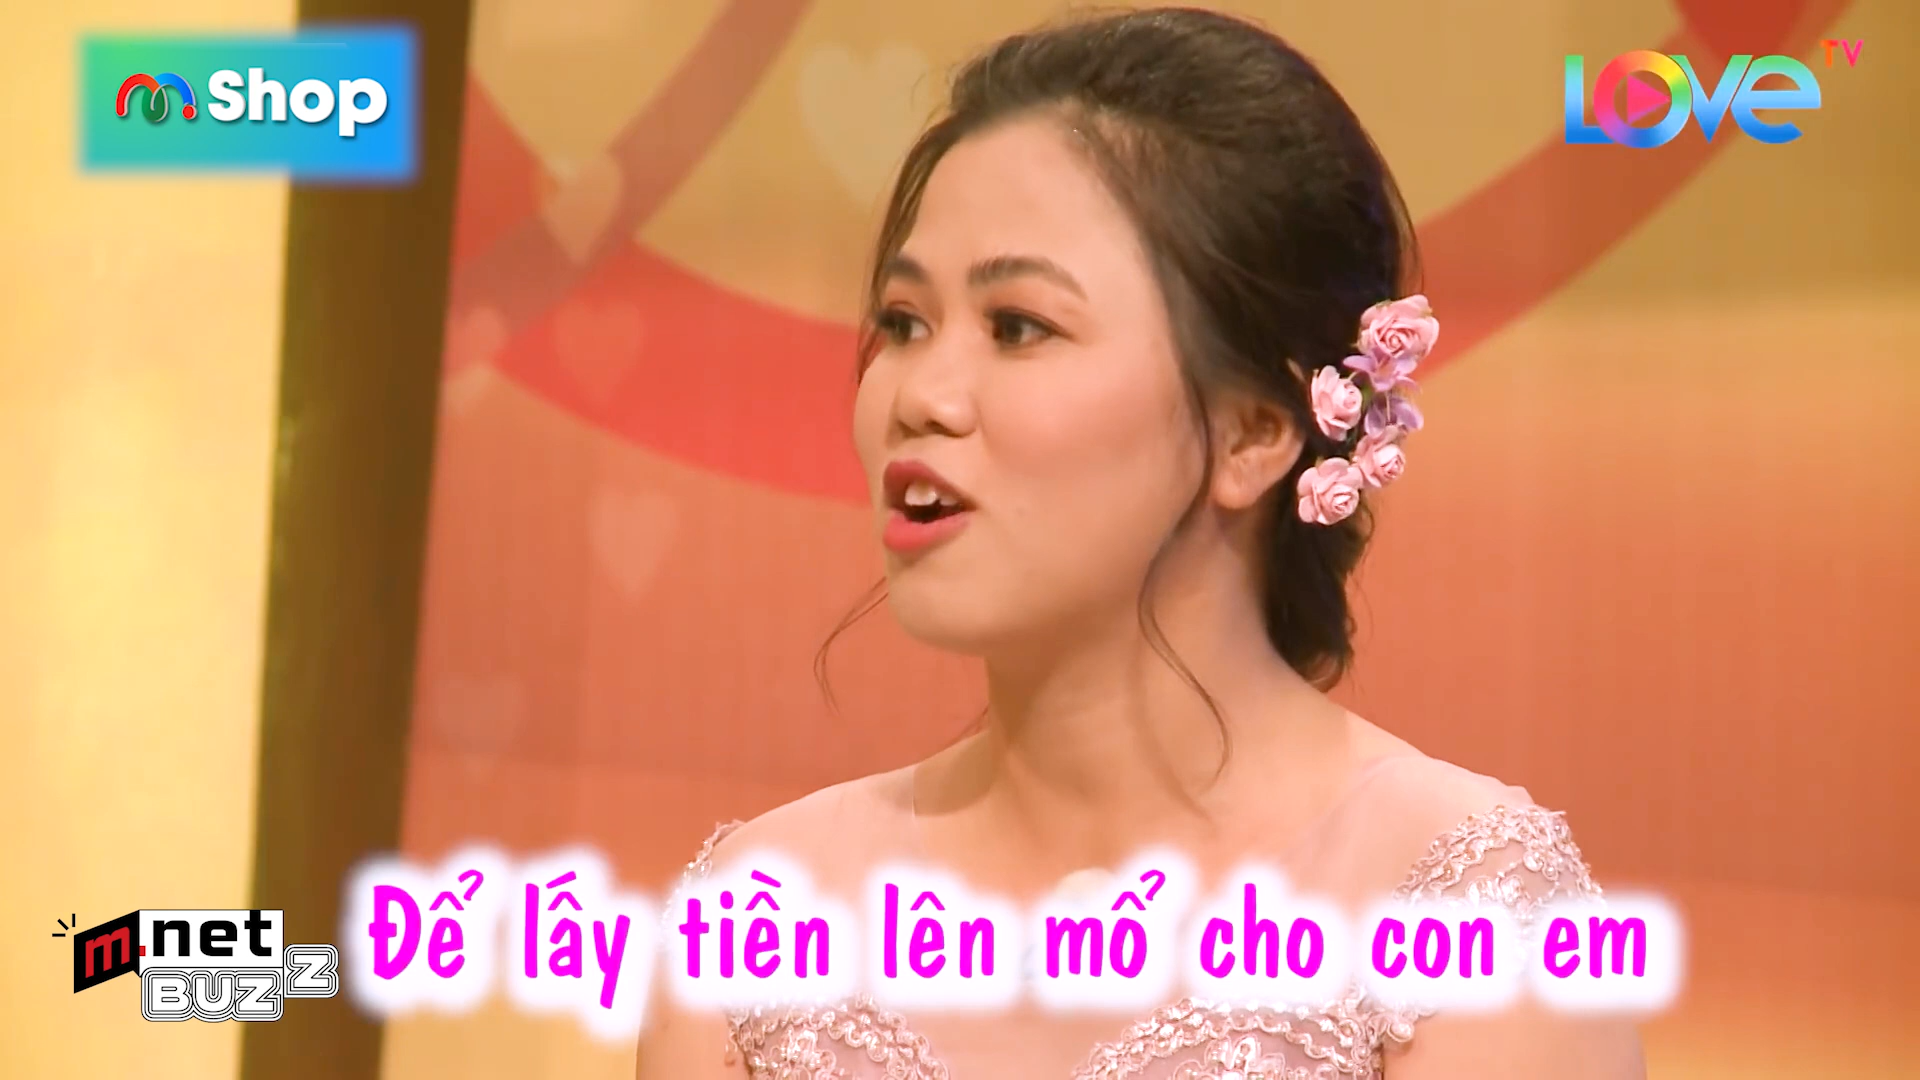 Shop
LOVE TV
Để lấy tiền lên mổ cho con em
m.net
BUZZ